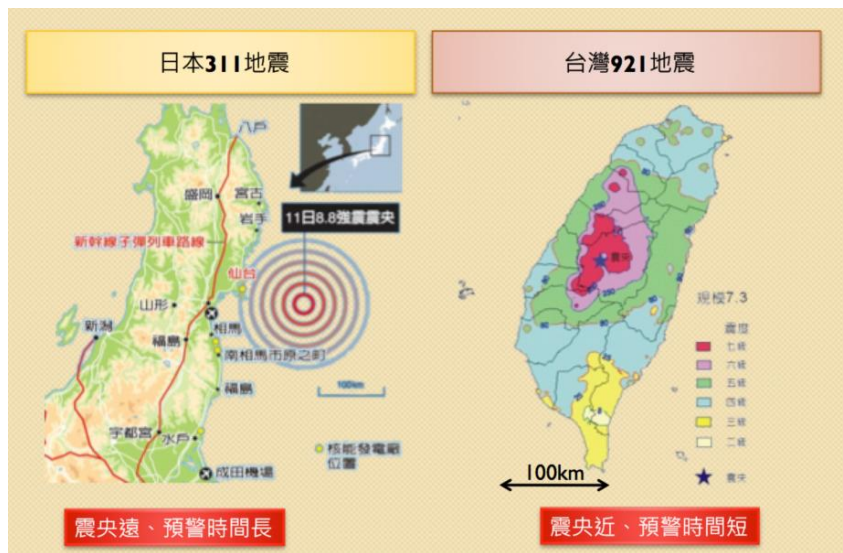 日本311地震
台灣921地震
八戶
盛岡
宮古
岩手
11日8.8強震震央
新幹線子彈列車路線
仙台
山形
相馬
新潟
福島
南相馬市原之町
100km
福島
宇都宮
水戶
核能發電廠
位置
成田機場
震央
規模7.3
震度
七級
六級
五級
四級
三級
二級
震央
100km
震央遠、預警時間長
震央近、預警時間短